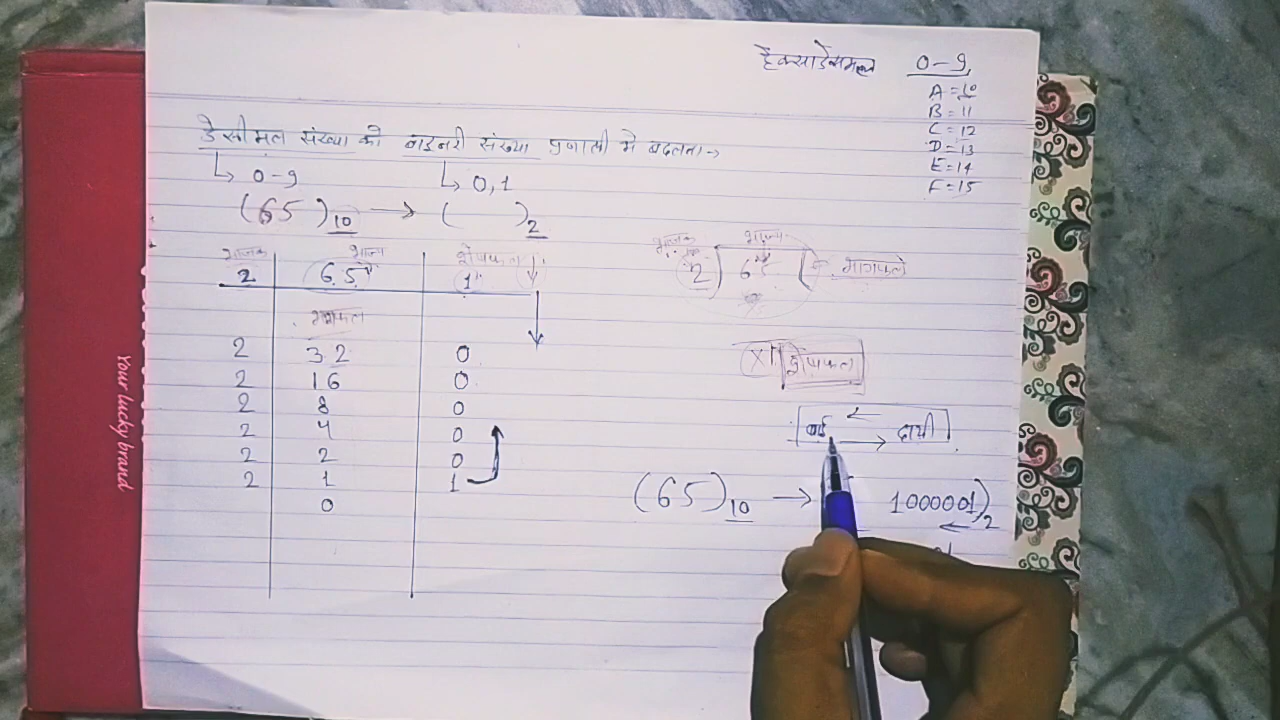 हैक्साडेसमल 0-9
A=10
B=11
C=12
D=13
E=14
F=15
डेसीमल संख्या को बाइनरी संख्या प्रणाली मे बदलना→
↳ 0-9 ↳ 0,1
(65)10 → ( )2
भाजक भाज्य शेषफल
2 65 1
भागफल
2 32 0
2 16 0
2 8 0
2 4 0
2 2 0
2 1 1
0
भाजक भाज्य
2 भागफल
शेषफल
← दायी
→
(65)10 → 1000001)2
←
Your lucky brand